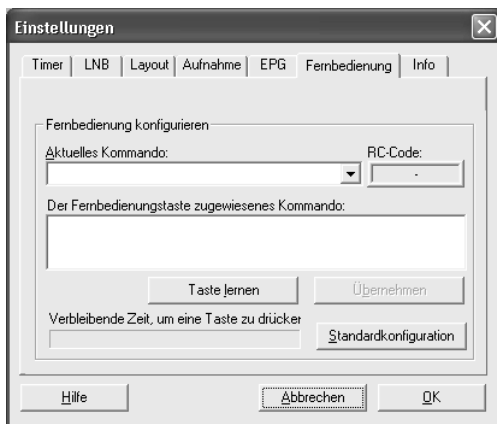 Einstellungen
Timer LNB Layout Aufnahme EPG Fernbedienung Info
Fernbedienung konfigurieren
Aktuelles Kommando: RC-Code:
-
Der Fernbedienungstaste zugewiesenes Kommando:
Taste lernen Übernehmen
Verbleibende Zeit, um eine Taste zu drücker
Standardkonfiguration
Hilfe Abbrechen OK